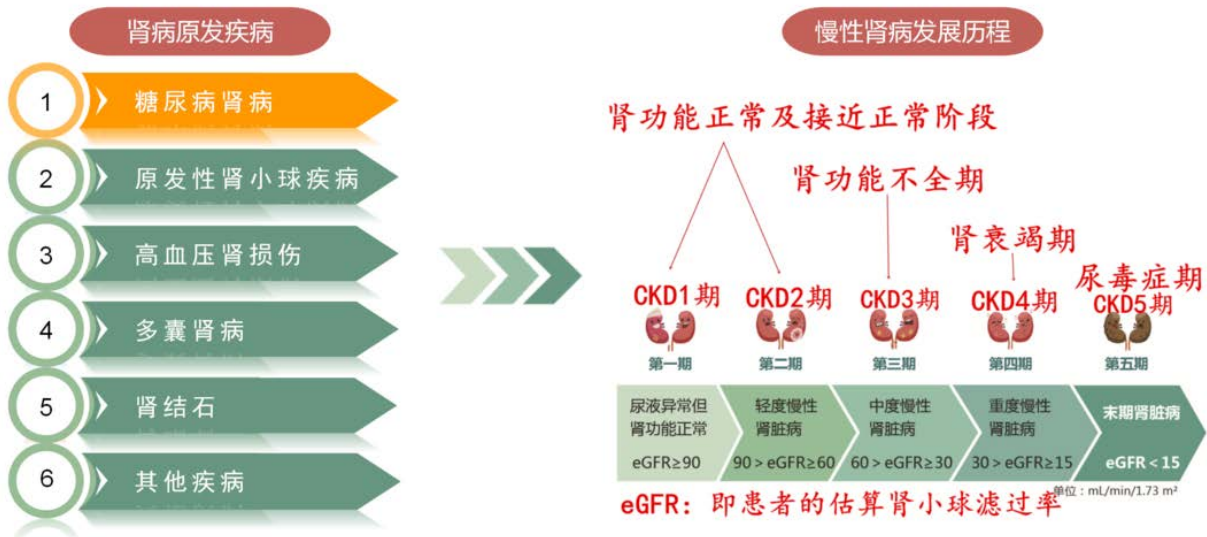 肾病原发疾病
1
糖尿病肾病
2
原发性肾小球疾病
3
高血压肾损伤
4
多囊肾病
5
肾结石
6
其他疾病
慢性肾病发展历程
肾功能正常及接近正常阶段
肾功能不全期
肾衰竭期
尿毒症期
CKD1期
CKD2期
CKD3期
CKD4期
CKD5期
第一期
第二期
第三期
第四期
第五期
尿液异常但
肾功能正常
eGFR≥90
轻度慢性
肾脏病
90>eGFR≥60
中度慢性
肾脏病
60>eGFR≥30
重度慢性
肾脏病
30>eGFR≥15
末期肾脏病
eGFR<15
单位：mL/min/1.73 m²
eGFR：即患者的估算肾小球滤过率